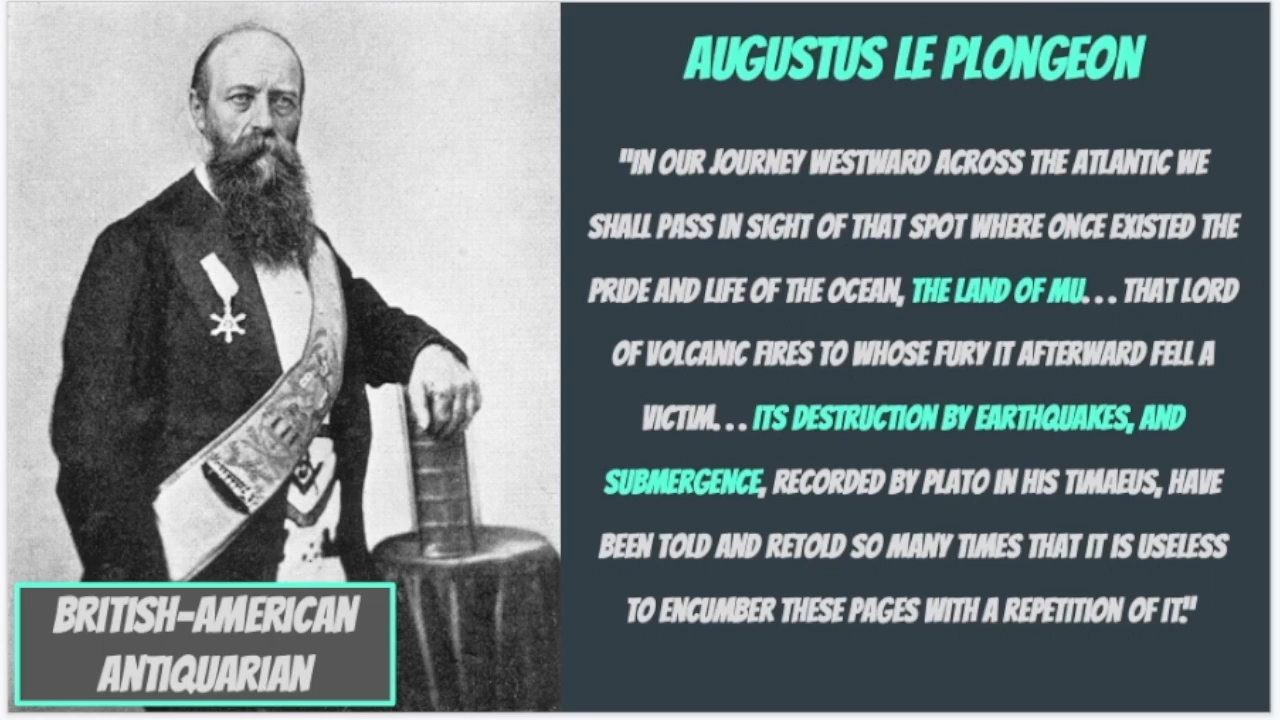 AUGUSTUS LE PLONGEON
"IN OUR JOURNEY WESTWARD ACROSS THE ATLANTIC WE
SHALL PASS IN SIGHT OF THAT SPOT WHERE ONCE EXISTED THE
PRIDE AND LIFE OF THE OCEAN, THE LAND OF MU. . . THAT LORD
OF VOLCANIC FIRES TO WHOSE FURY IT AFTERWARD FELL A
VICTIM. . . ITS DESTRUCTION BY EARTHQUAKES, AND
SUBMERGENCE, RECORDED BY PLATO IN HIS TIMAEUS, HAVE
BEEN TOLD AND RETOLD SO MANY TIMES THAT IT IS USELESS
TO ENCUMBER THESE PAGES WITH A REPETITION OF IT."
BRITISH-AMERICAN
ANTIQUARIAN